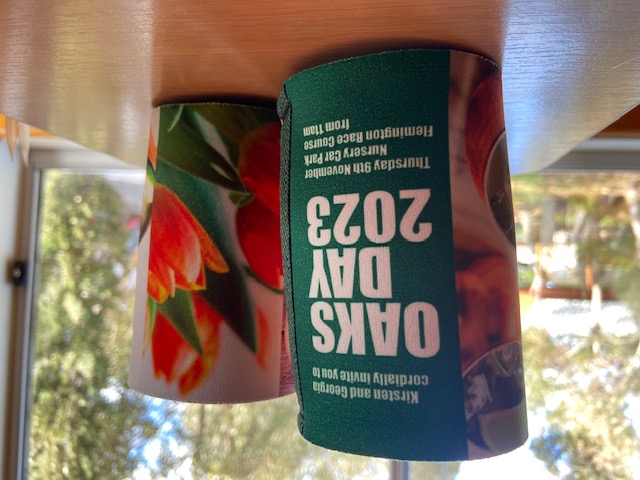 Kirsten and Georgia
cordially invite you to
OAKS
DAY
2023
Thursday 9th November
Nursery Car Park
Flemington Race Course
from 11am